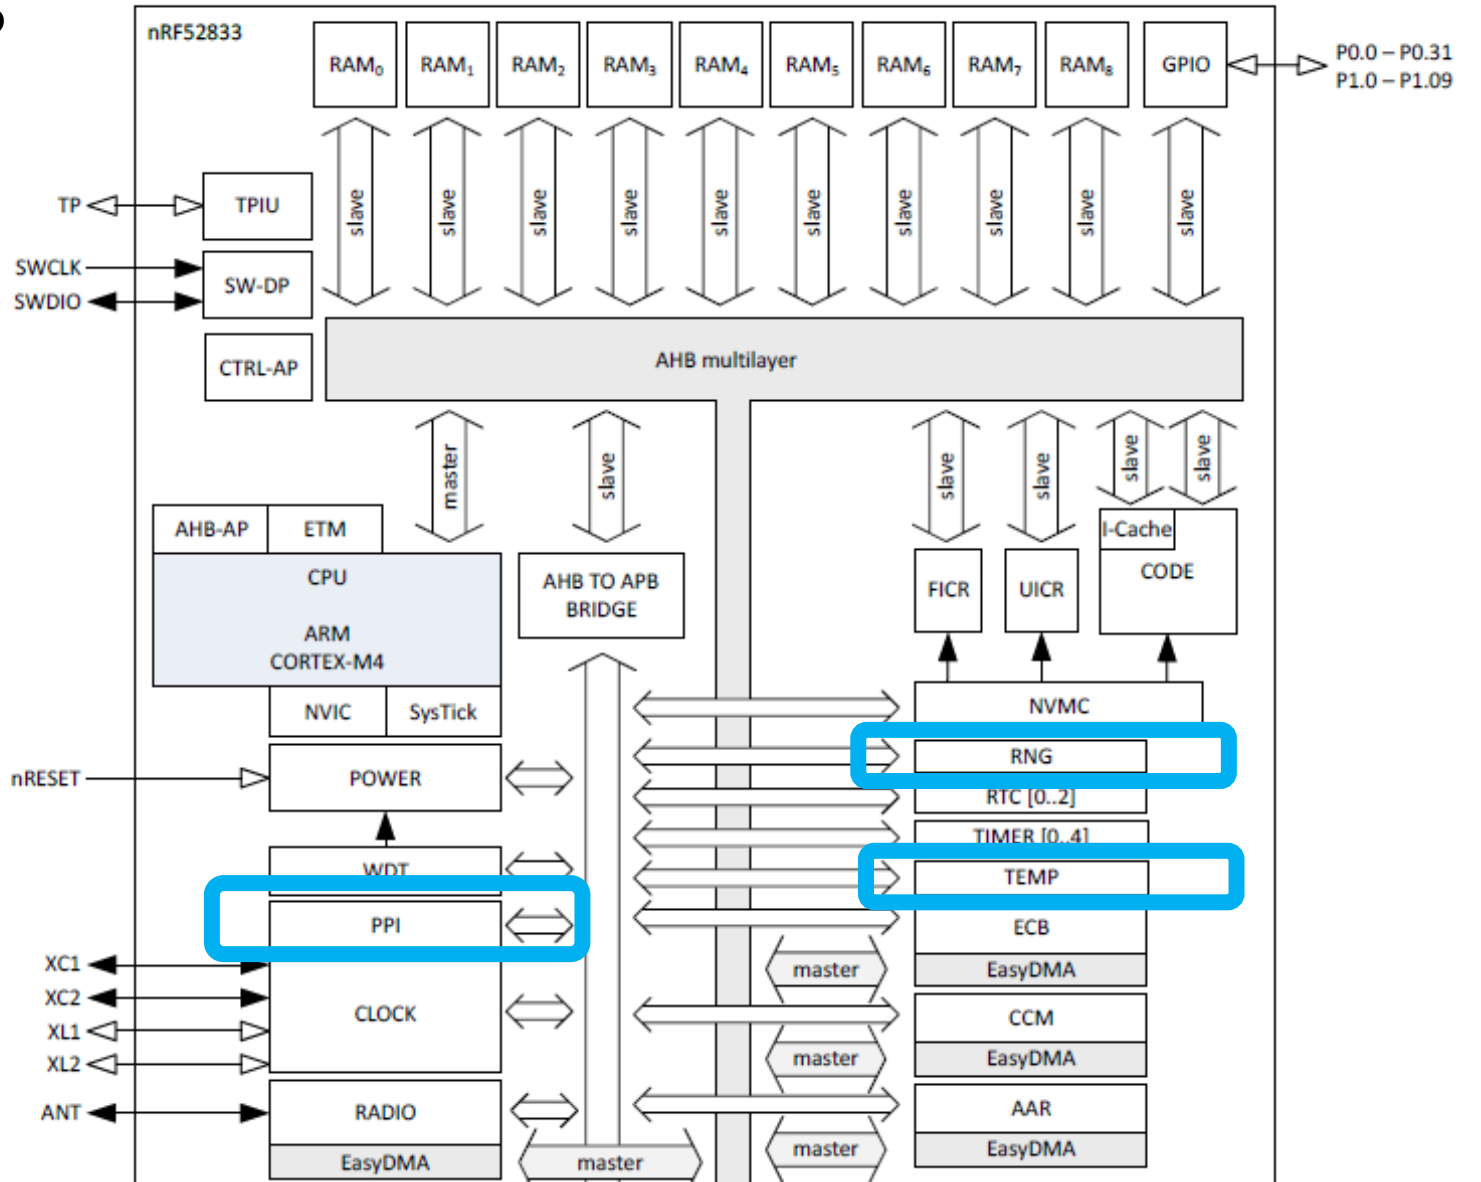 nRF52833
RAM₀ RAM₁ RAM₂ RAM₃ RAM₄ RAM₅ RAM₆ RAM₇ RAM₈ GPIO
P0.0 – P0.31
P1.0 – P1.09
slave slave slave slave slave slave slave slave slave slave
TP
TPIU
SWCLK
SWDIO
SW-DP
CTRL-AP
AHB multilayer
master
slave
slave
slave
slave
slave
AHB-AP
ETM
CPU
ARM
CORTEX-M4
NVIC
SysTick
AHB TO APB
BRIDGE
FICR
UICR
I-Cache
CODE
NVMC
nRESET
POWER
RNG
RTC [0..2]
TIMER [0..4]
WDT
TEMP
PPI
ECB
EasyDMA
master
XC1
XC2
XL1
XL2
CLOCK
CCM
EasyDMA
master
ANT
RADIO
EasyDMA
master
AAR
EasyDMA
master